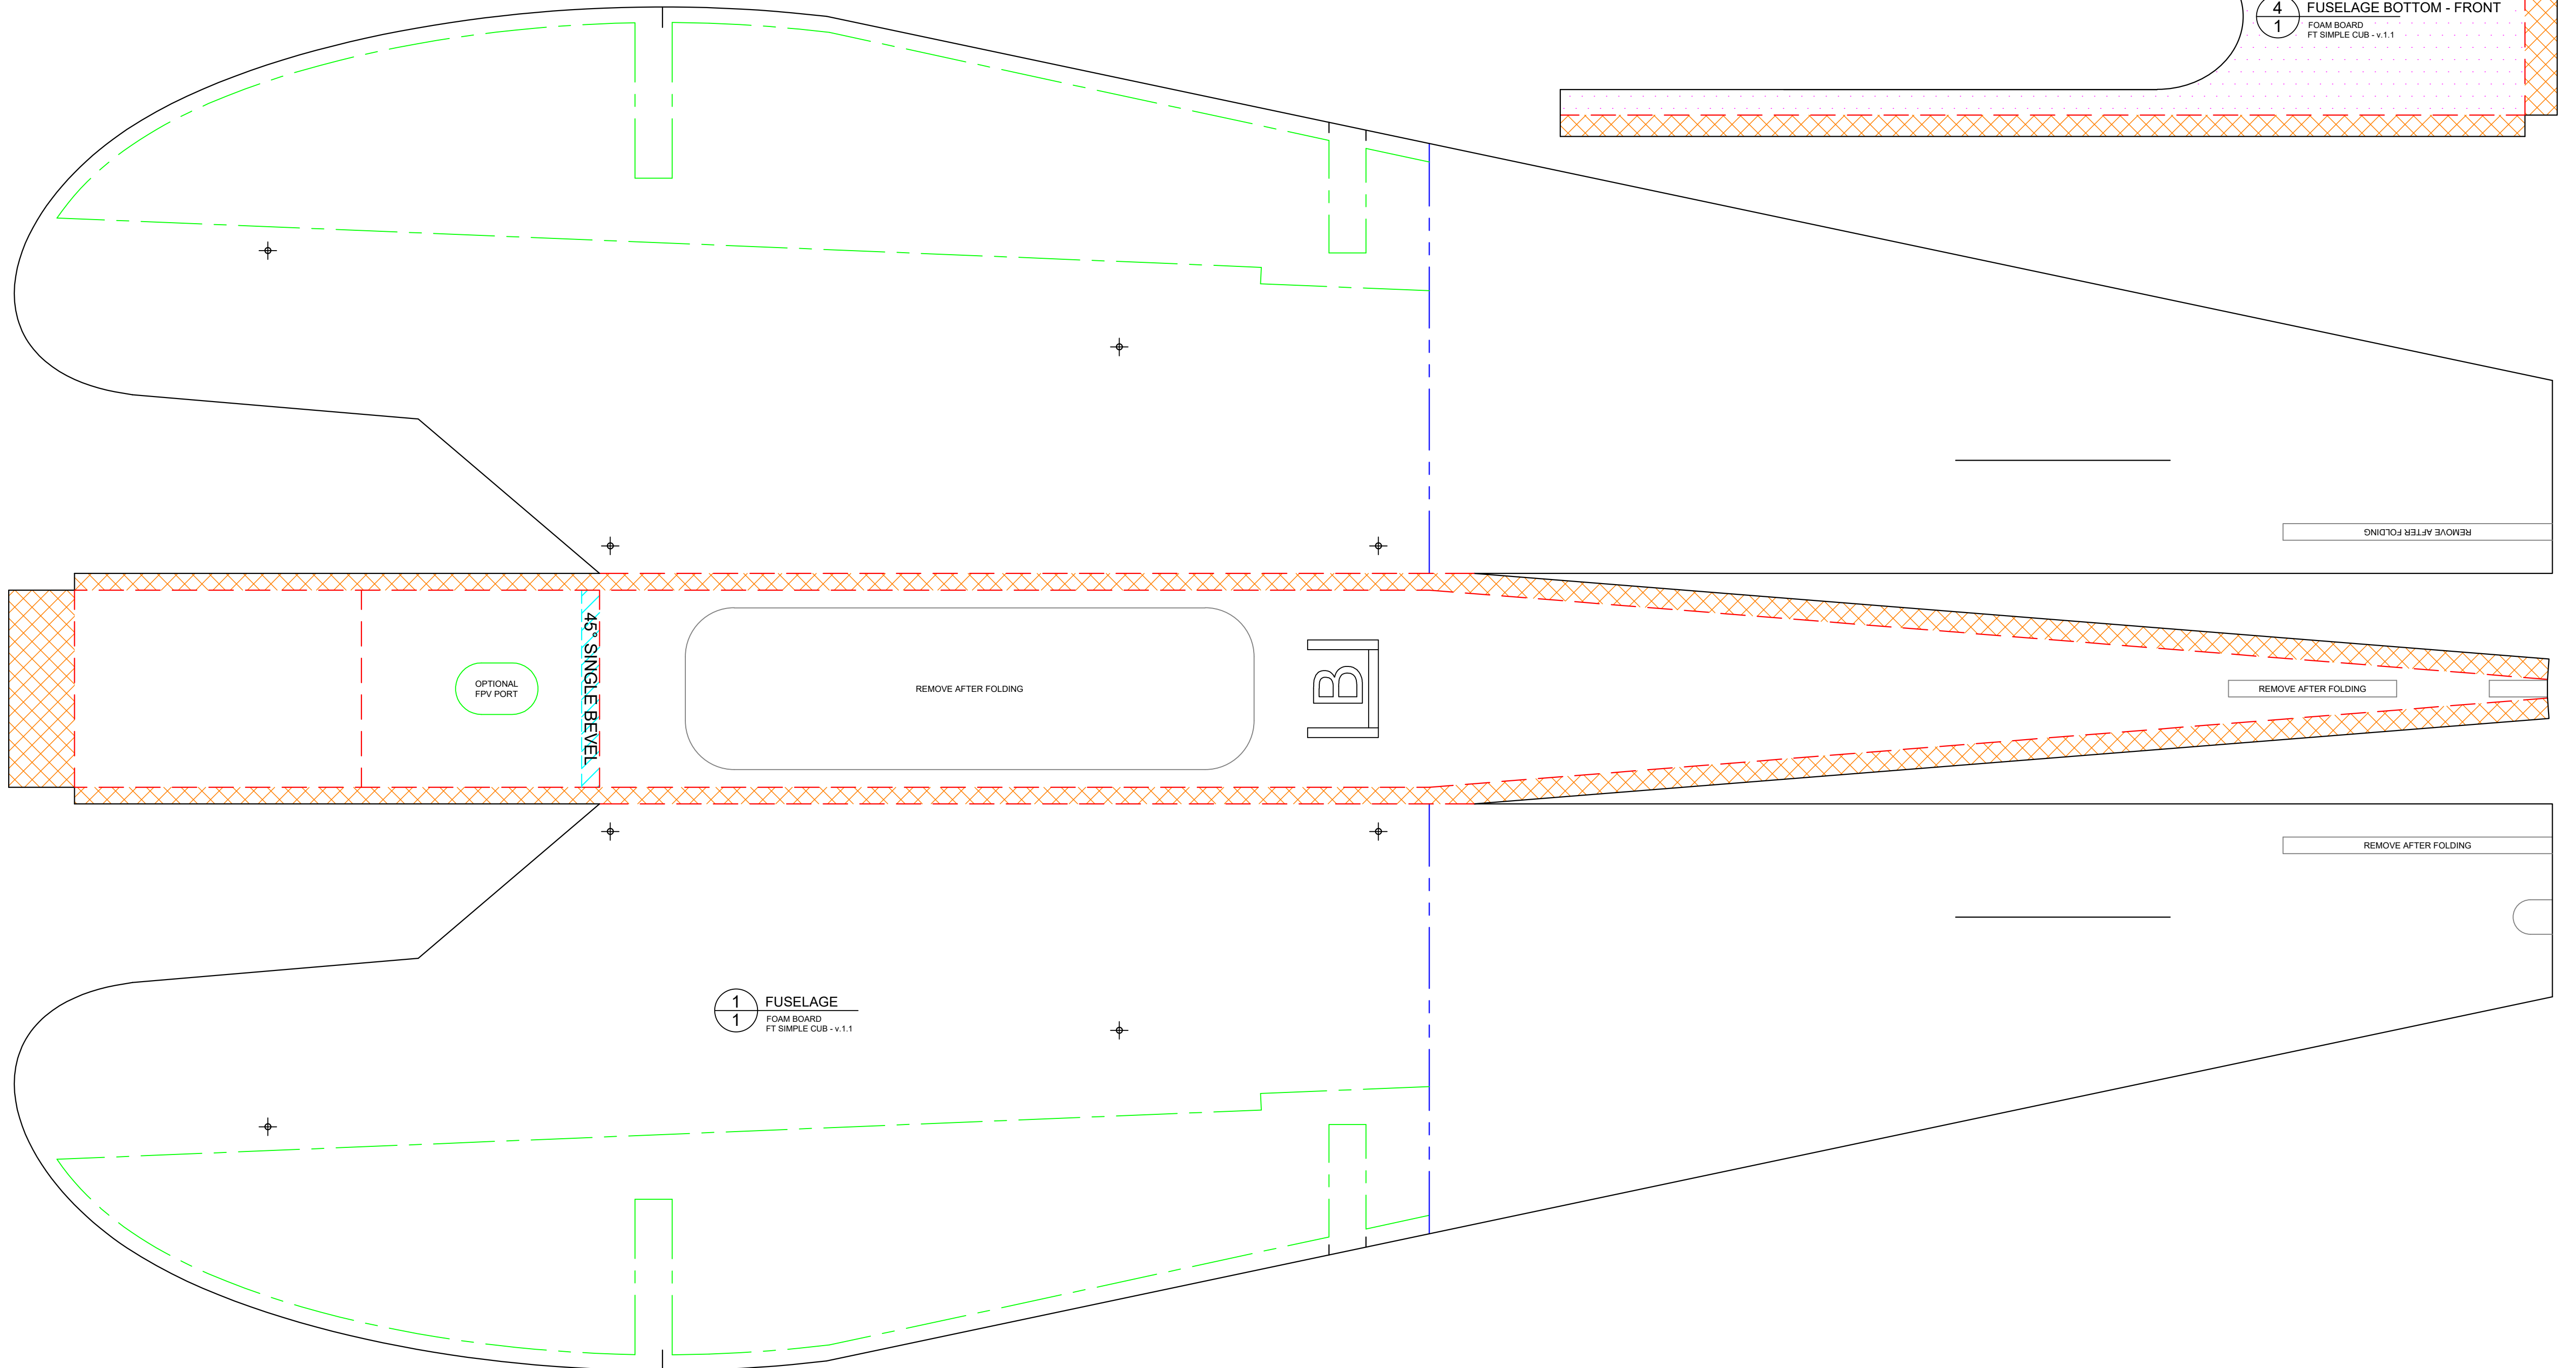 4
1
FUSELAGE BOTTOM - FRONT
FOAM BOARD
FT SIMPLE CUB - v.1.1
REMOVE AFTER FOLDING
OPTIONAL
FPV PORT
45° SINGLE BEVEL
REMOVE AFTER FOLDING
B
REMOVE AFTER FOLDING
REMOVE AFTER FOLDING
1
1
FUSELAGE
FOAM BOARD
FT SIMPLE CUB - v.1.1